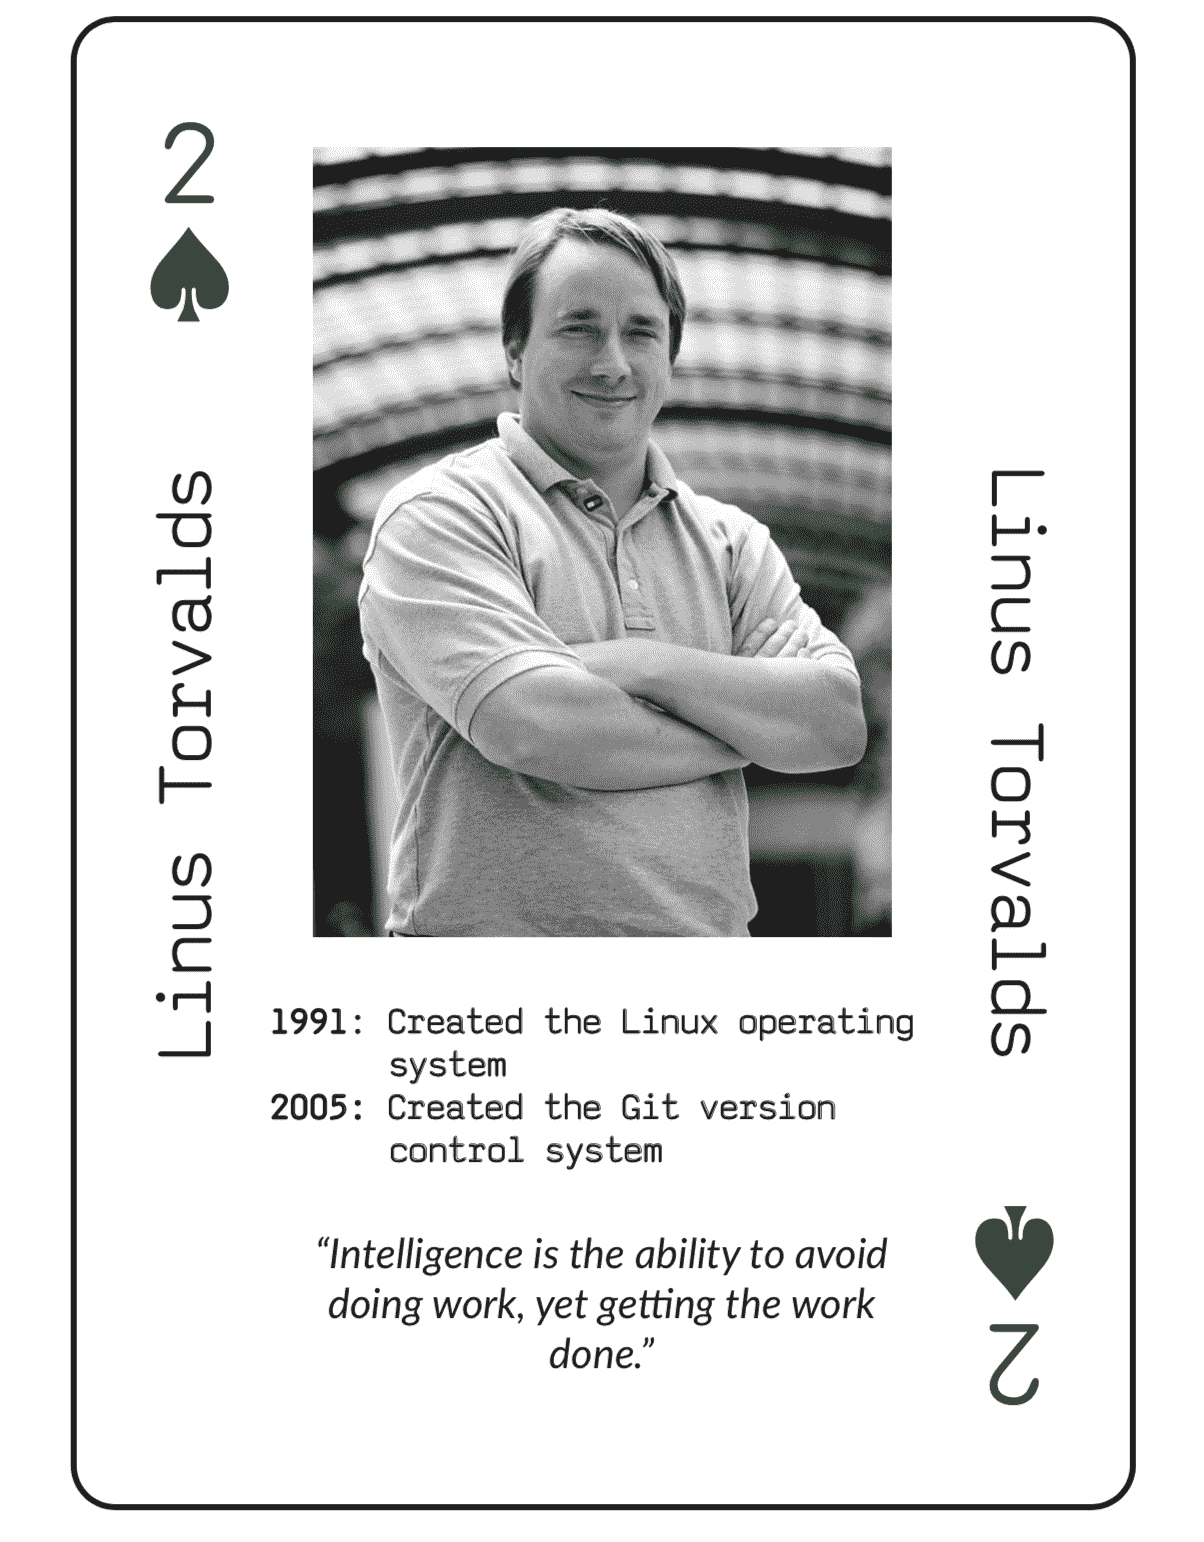 2
Linus Torvalds
Linus Torvalds
1991: Created the Linux operating
system
2005: Created the Git version
control system
“Intelligence is the ability to avoid
doing work, yet getting the work
done.”
2